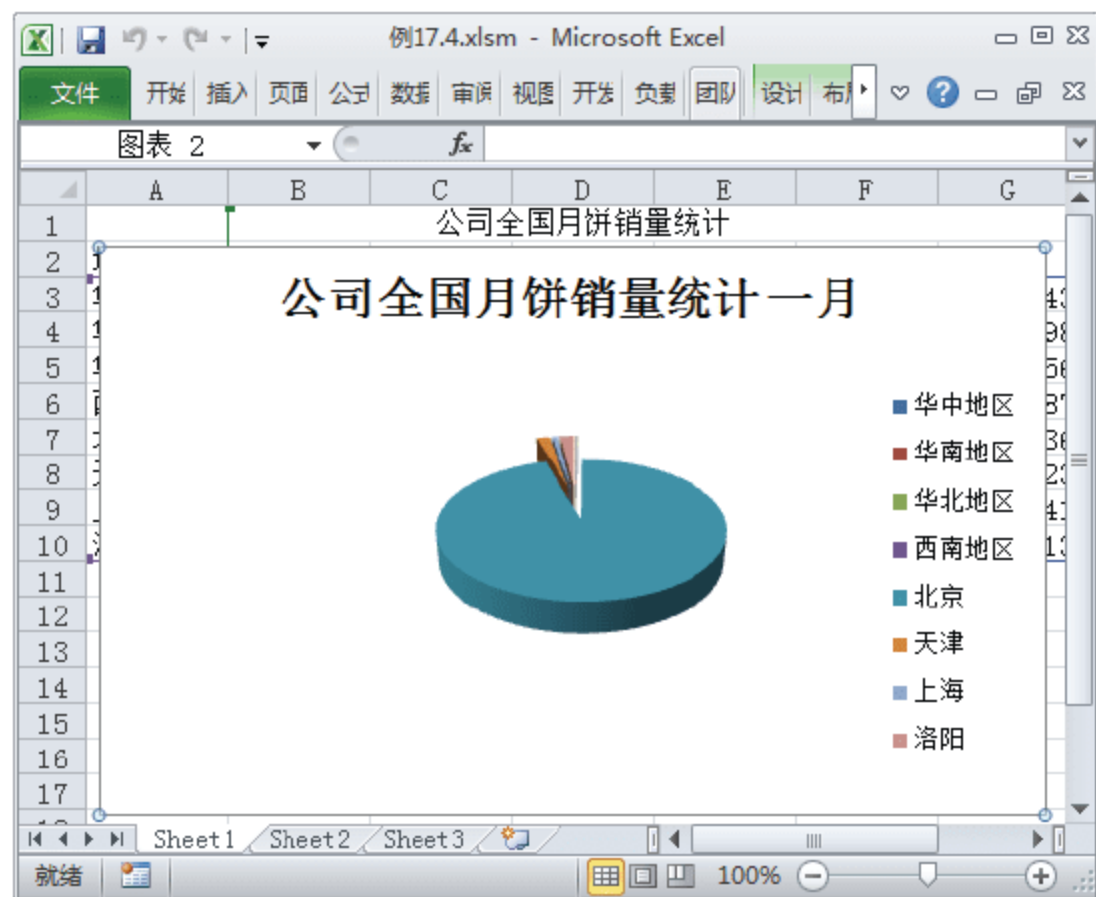 例17.4.xlsm - Microsoft Excel
文件 开始 插入 页面 公式 数据 审阅 视图 开发 负载 团队 设计 布局
图表 2 fx
A B C D E F G
1 公司全国月饼销量统计
2
3
4
5
6
7
8
9
10
11
12
13
14
15
16
17
公司全国月饼销量统计一月
华中地区
华南地区
华北地区
西南地区
北京
天津
上海
洛阳
Sheet1 Sheet2 Sheet3
就绪 100%